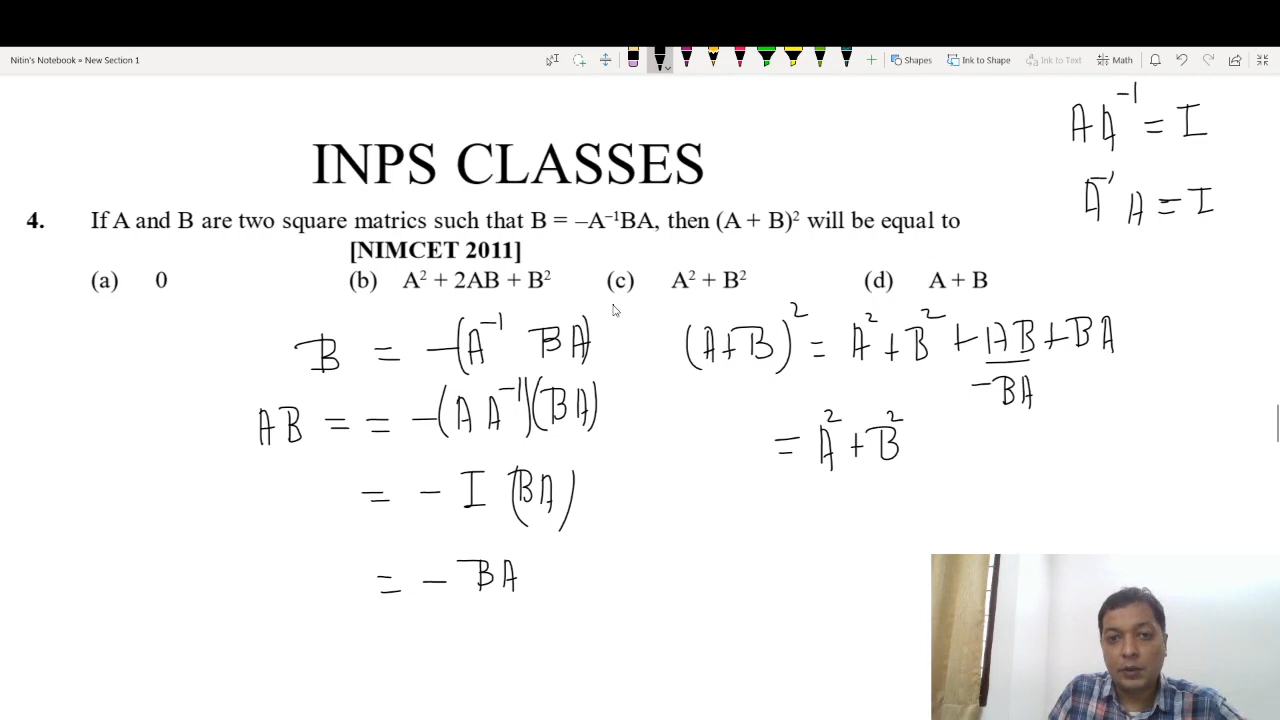 Nitin's Notebook » New Section 1
Shapes Ink to Shape Ink to Text Math
INPS CLASSES
4. If A and B are two square matrics such that B = –A⁻¹BA, then (A + B)² will be equal to
[NIMCET 2011]
(a) 0 (b) A² + 2AB + B² (c) A² + B² (d) A + B
AA⁻¹ = I
A⁻¹A = I
B = -(A⁻¹ BA)
AB = = -(A A⁻¹)(BA)
= - I (BA)
= - BA
(A+B)² = A² + B² + AB + BA
-BA
= A² + B²